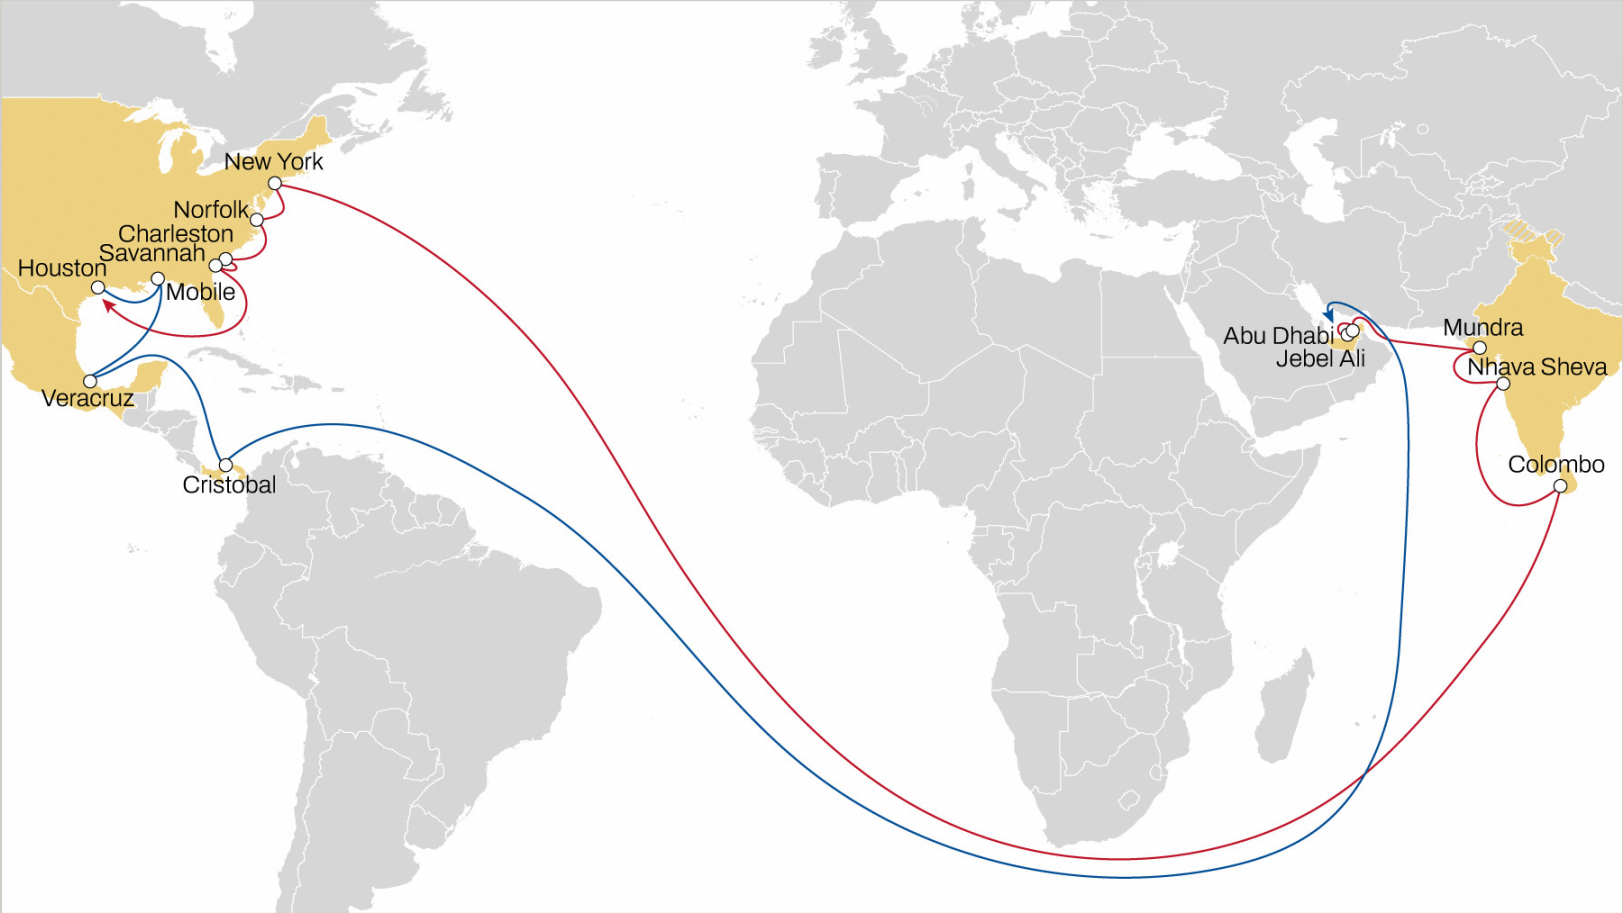 New York
Norfolk
Charleston
Savannah
Houston
Mobile
Veracruz
Cristobal
Abu Dhabi
Jebel Ali
Mundra
Nhava Sheva
Colombo